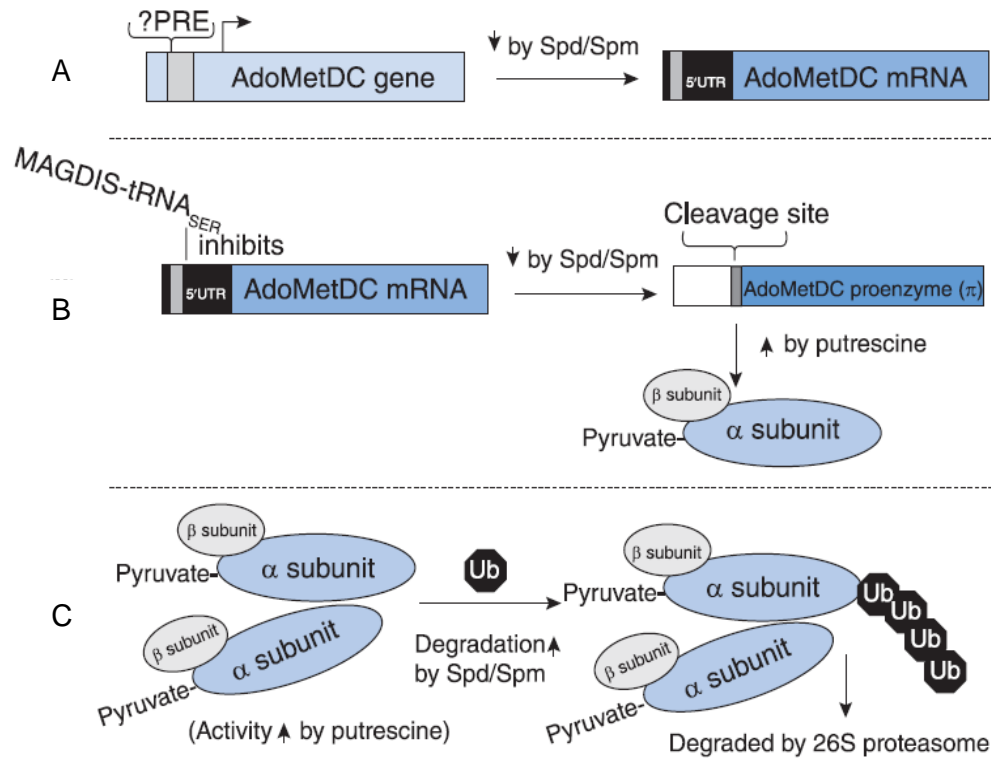 ?PRE
A
AdoMetDC gene
↓ by Spd/Spm
5'UTR AdoMetDC mRNA
MAGDIS-tRNA SER
inhibits
B
5'UTR AdoMetDC mRNA
↓ by Spd/Spm
Cleavage site
AdoMetDC proenzyme (π)
↑ by putrescine
β subunit
Pyruvate- α subunit
C
β subunit
Pyruvate- α subunit
β subunit
α subunit
Pyruvate-
(Activity ↑ by putrescine)
Ub
Degradation ↑
by Spd/Spm
β subunit
Pyruvate- α subunit
Ub
Ub
Ub
Ub
β subunit
α subunit
Pyruvate-
Degraded by 26S proteasome